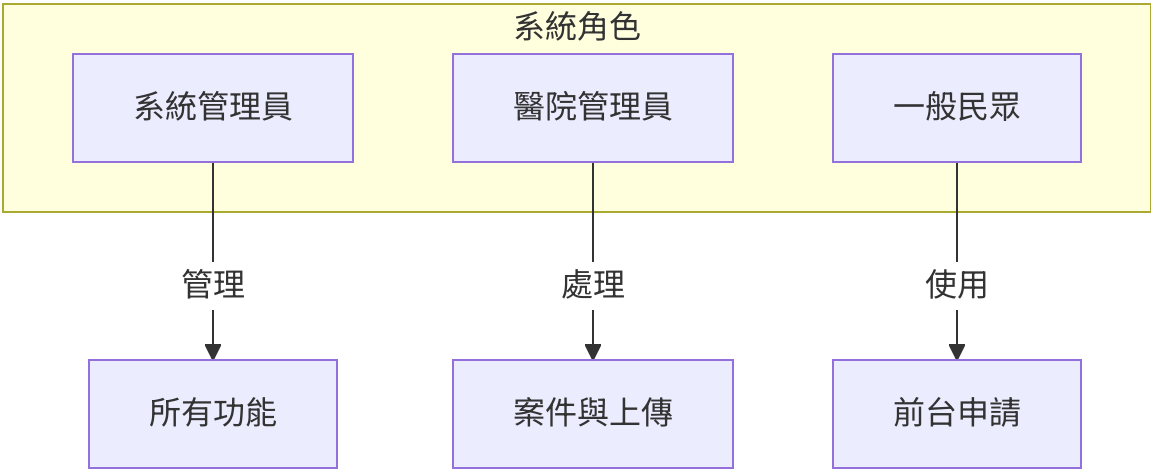 系統角色
系統管理員
醫院管理員
一般民眾
管理
處理
使用
所有功能
案件與上傳
前台申請